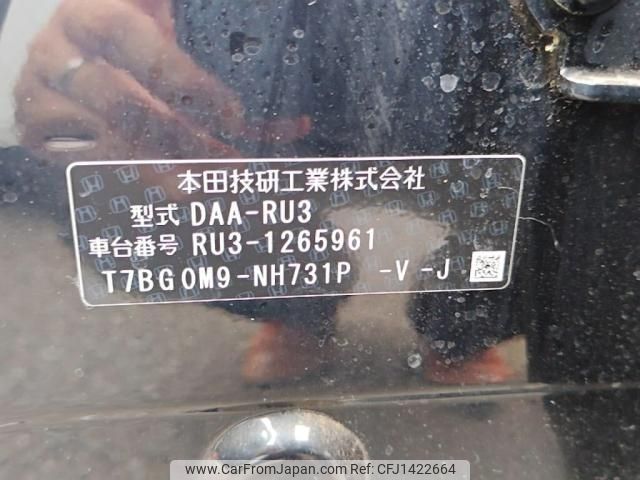 本田技研工業株式会社
型式 DAA-RU3
車台番号 RU3-1265961
T7BG0M9-NH731P -V-J
www.CarFromJapan.com | © CarFromJapan | CFJ1422664